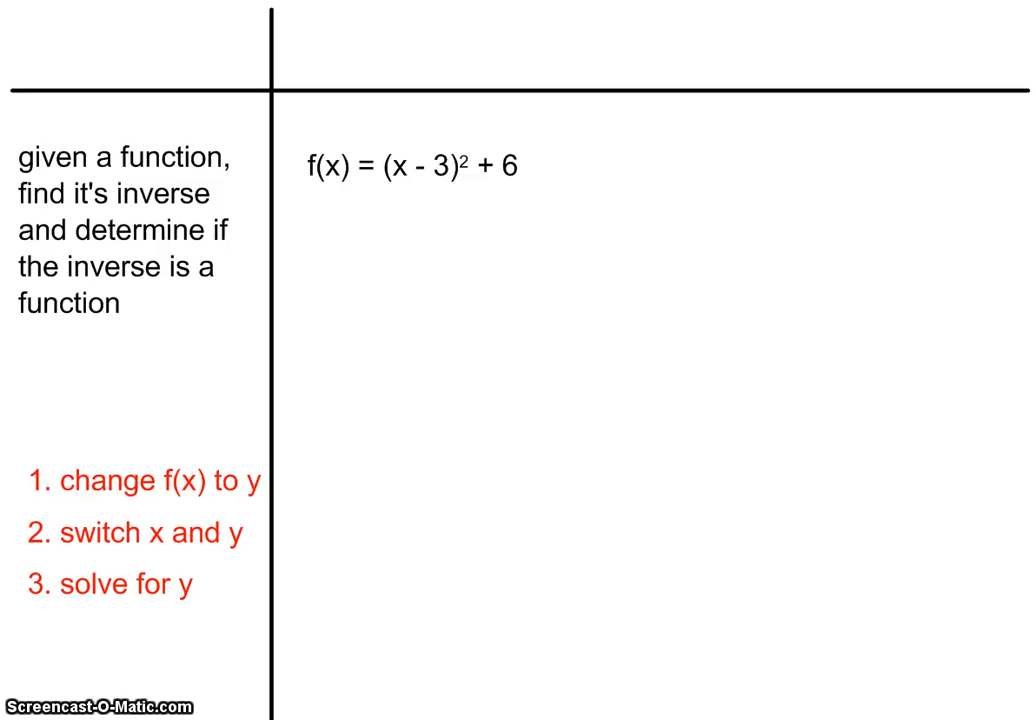 given a function,
find it's inverse
and determine if
the inverse is a
function
f(x) = (x - 3)² + 6
1. change f(x) to y
2. switch x and y
3. solve for y
Screencast-O-Matic.com